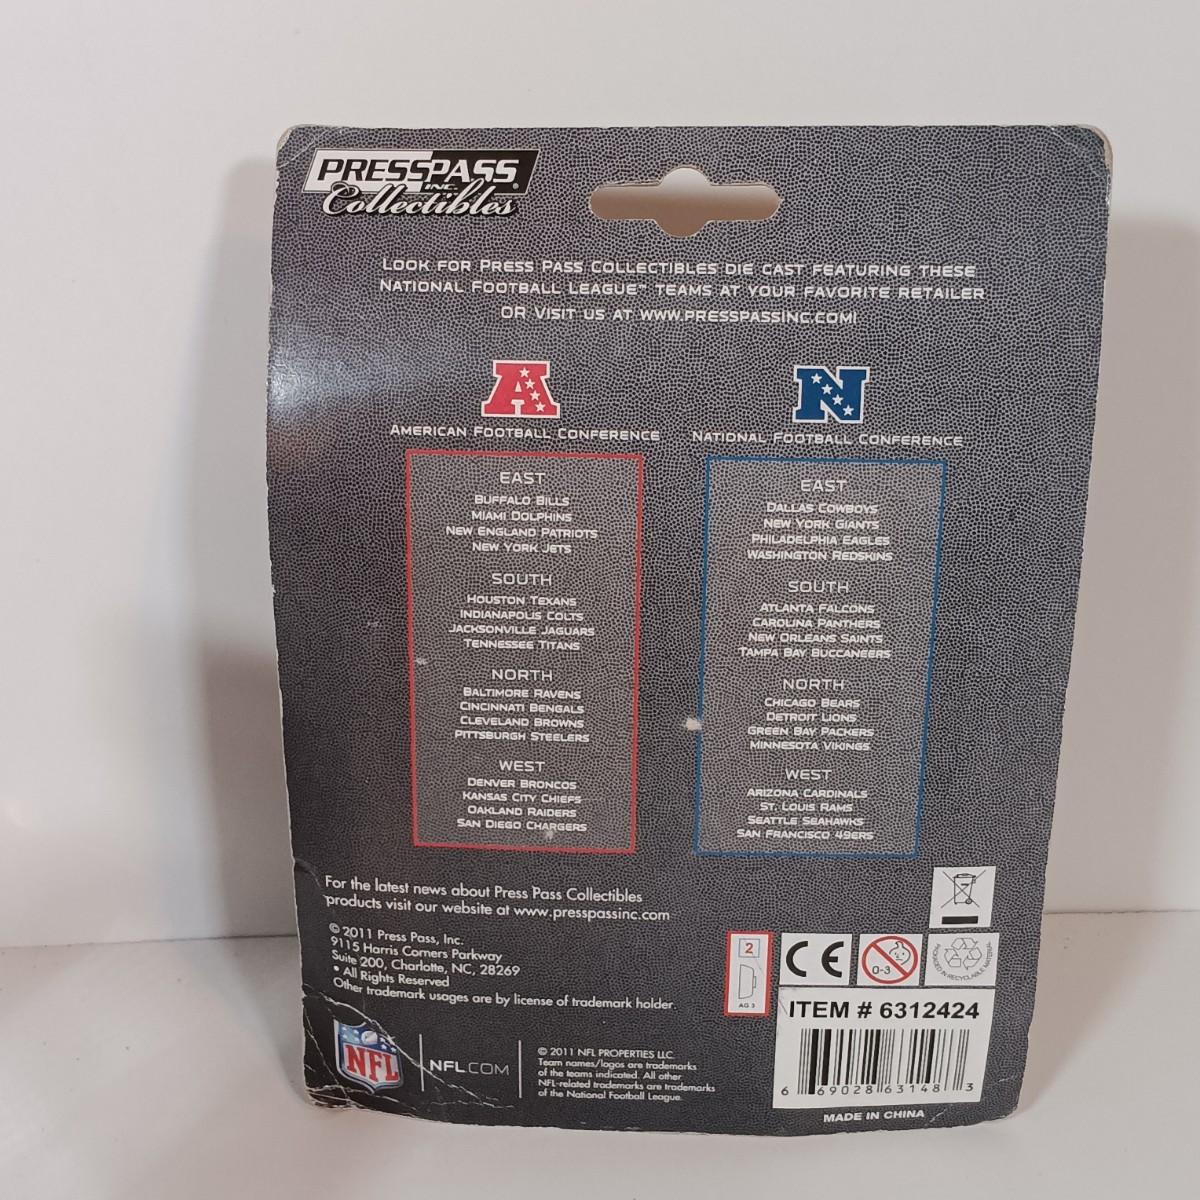 PRESSPASS
INC.®
Collectibles
LOOK FOR PRESS PASS COLLECTIBLES DIE CAST FEATURING THESE
NATIONAL FOOTBALL LEAGUE™ TEAMS AT YOUR FAVORITE RETAILER
OR VISIT US AT WWW.PRESSPASSINC.COM!
A
AMERICAN FOOTBALL CONFERENCE
EAST
BUFFALO BILLS
MIAMI DOLPHINS
NEW ENGLAND PATRIOTS
NEW YORK JETS
SOUTH
HOUSTON TEXANS
INDIANAPOLIS COLTS
JACKSONVILLE JAGUARS
TENNESSEE TITANS
NORTH
BALTIMORE RAVENS
CINCINNATI BENGALS
CLEVELAND BROWNS
PITTSBURGH STEELERS
WEST
DENVER BRONCOS
KANSAS CITY CHIEFS
OAKLAND RAIDERS
SAN DIEGO CHARGERS
N
NATIONAL FOOTBALL CONFERENCE
EAST
DALLAS COWBOYS
NEW YORK GIANTS
PHILADELPHIA EAGLES
WASHINGTON REDSKINS
SOUTH
ATLANTA FALCONS
CAROLINA PANTHERS
NEW ORLEANS SAINTS
TAMPA BAY BUCCANEERS
NORTH
CHICAGO BEARS
DETROIT LIONS
GREEN BAY PACKERS
MINNESOTA VIKINGS
WEST
ARIZONA CARDINALS
ST. LOUIS RAMS
SEATTLE SEAHAWKS
SAN FRANCISCO 49ERS
For the latest news about Press Pass Collectibles
products visit our website at www.presspassinc.com
© 2011 Press Pass, Inc.
9115 Harris Corners Parkway
Suite 200, Charlotte, NC, 28269
• All Rights Reserved
Other trademark usages are by license of trademark holder.
NFL
NFL.COM
© 2011 NFL PROPERTIES LLC.
Team names/logos are trademarks
of the teams indicated. All other
NFL-related trademarks are trademarks
of the National Football League.
2
AG 3
CE
0-3
PACKAGED IN RECYCLABLE MATERIAL
ITEM # 6312424
6 69028 63148 3
MADE IN CHINA